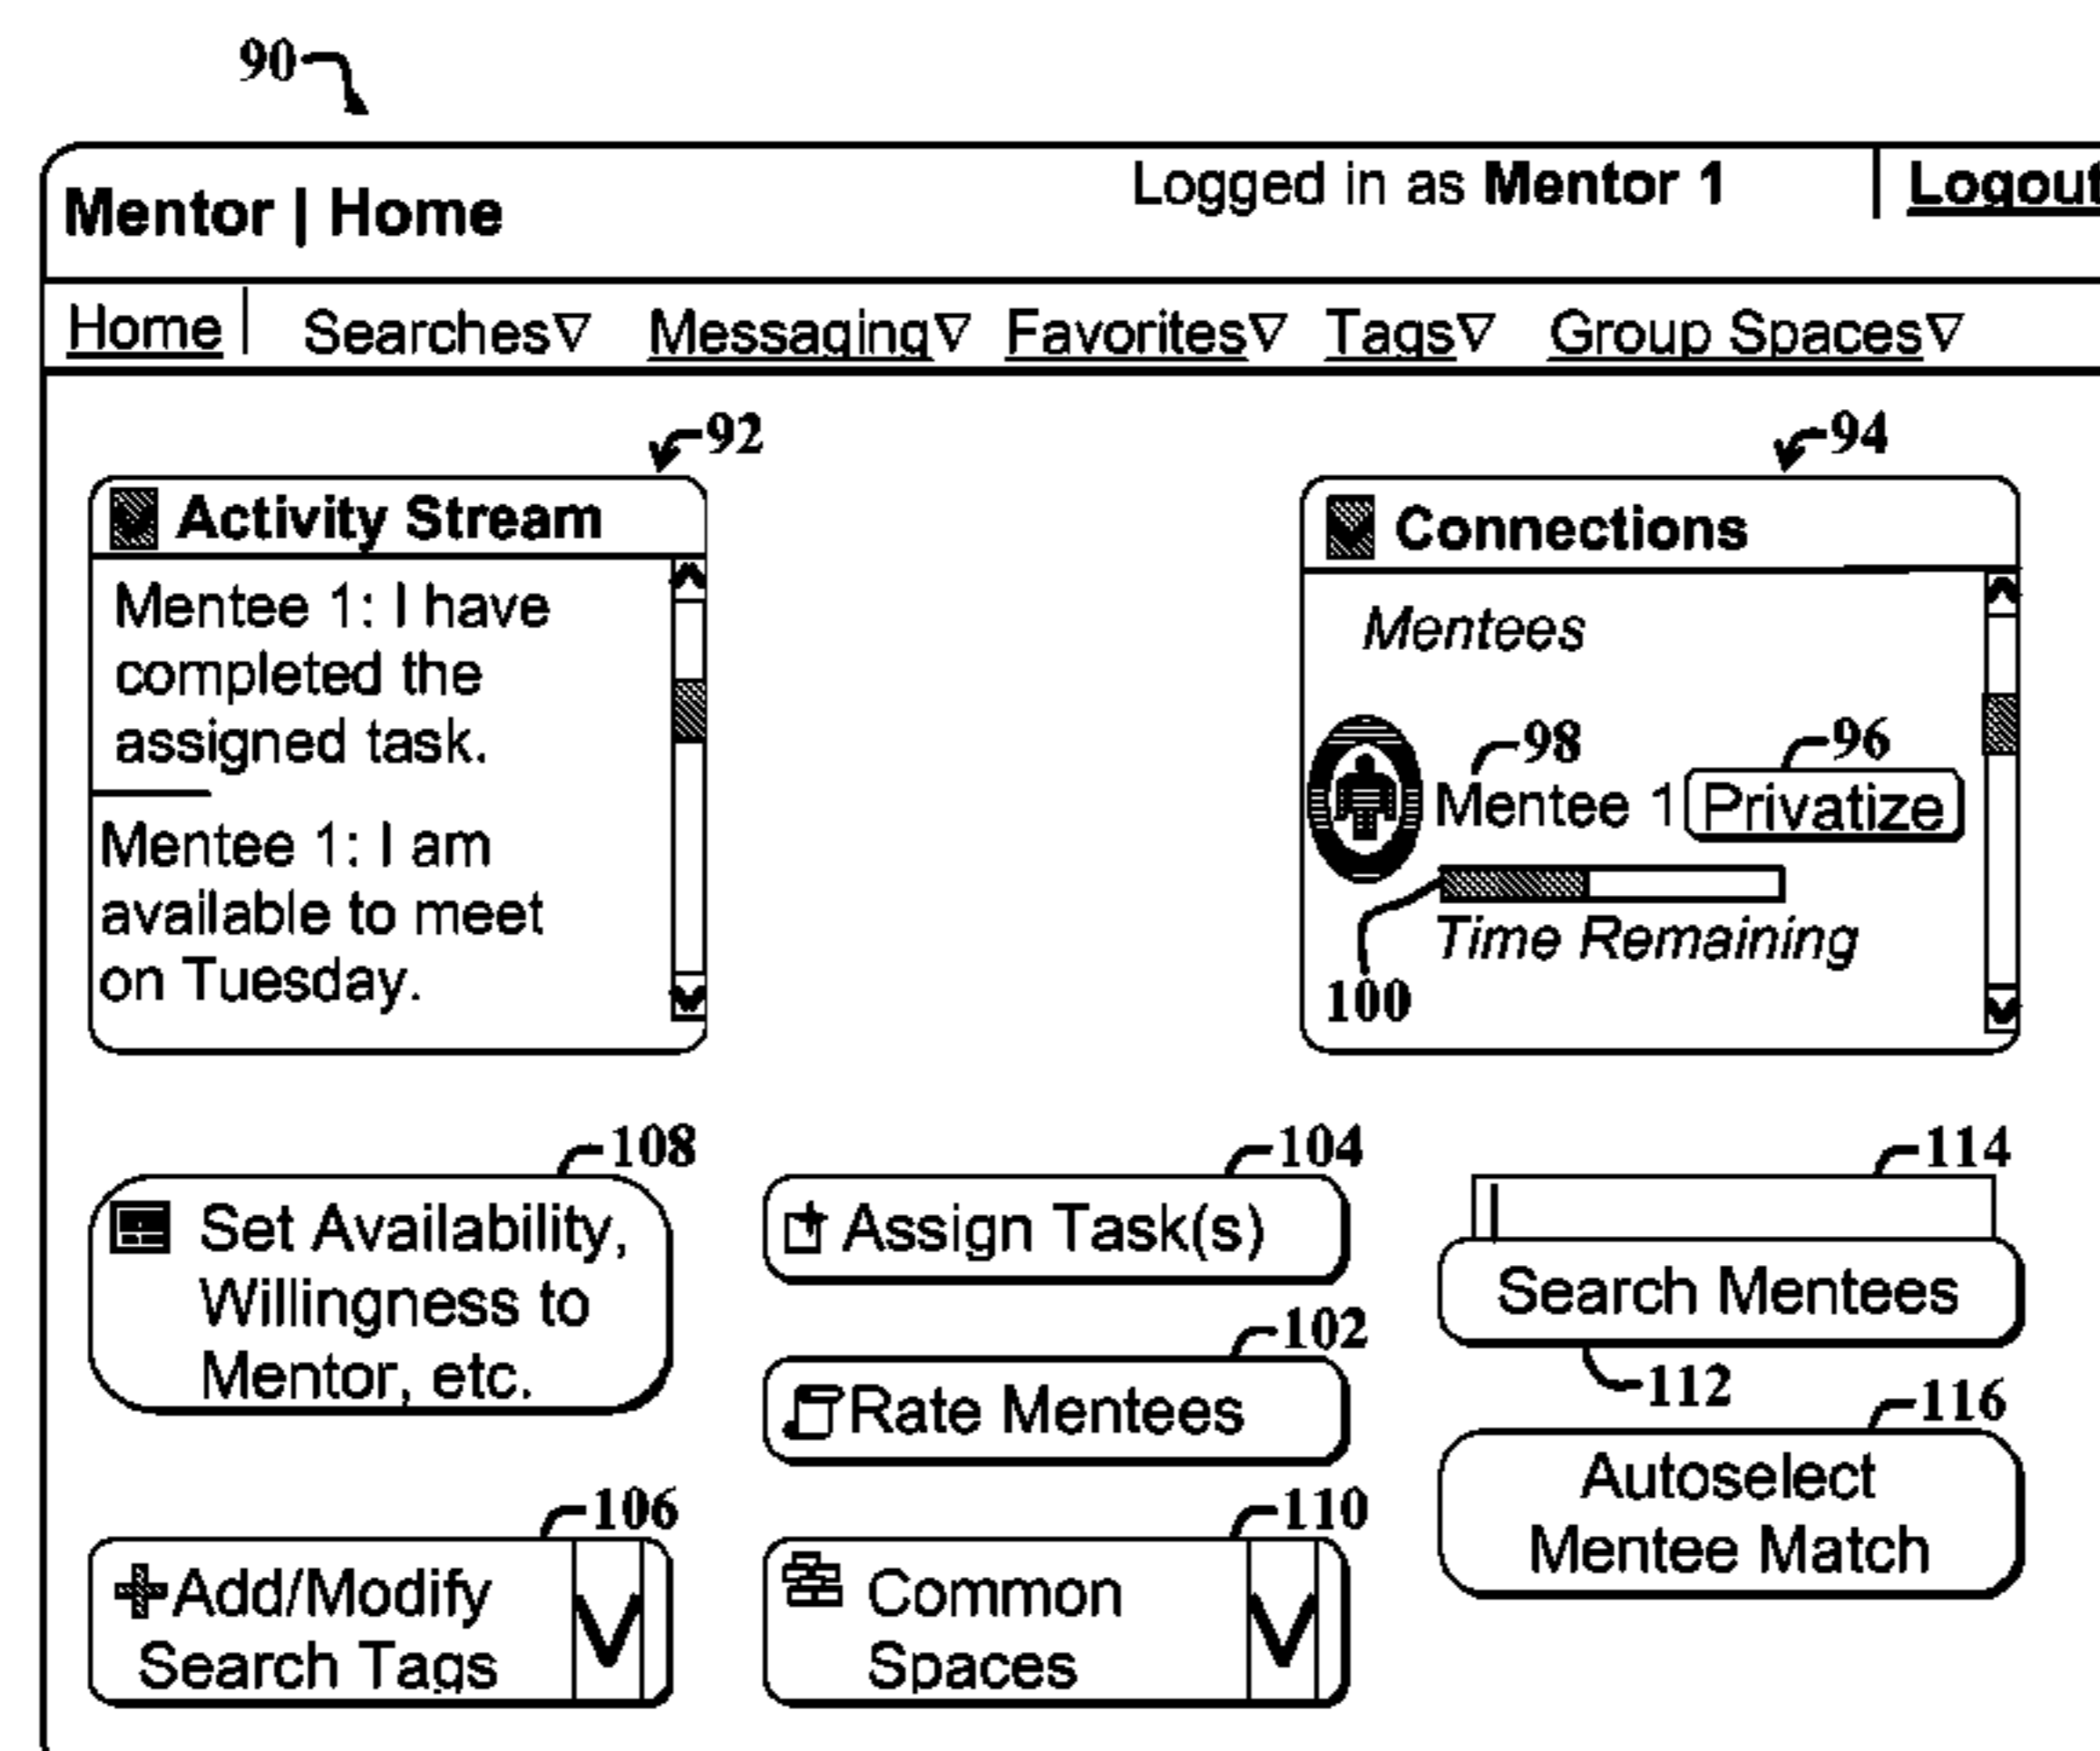 90
Mentor | Home
Logged in as Mentor 1
Logout
Home
Searches
Messaging
Favorites
Tags
Group Spaces
92
Activity Stream
Mentee 1: I have
completed the
assigned task.
Mentee 1: I am
available to meet
on Tuesday.
94
Connections
Mentees
98
96
Mentee 1
Privatize
Time Remaining
100
108
Set Availability,
Willingness to
Mentor, etc.
104
Assign Task(s)
102
Rate Mentees
114
Search Mentees
112
116
Autoselect
Mentee Match
106
Add/Modify
Search Tags
110
Common
Spaces